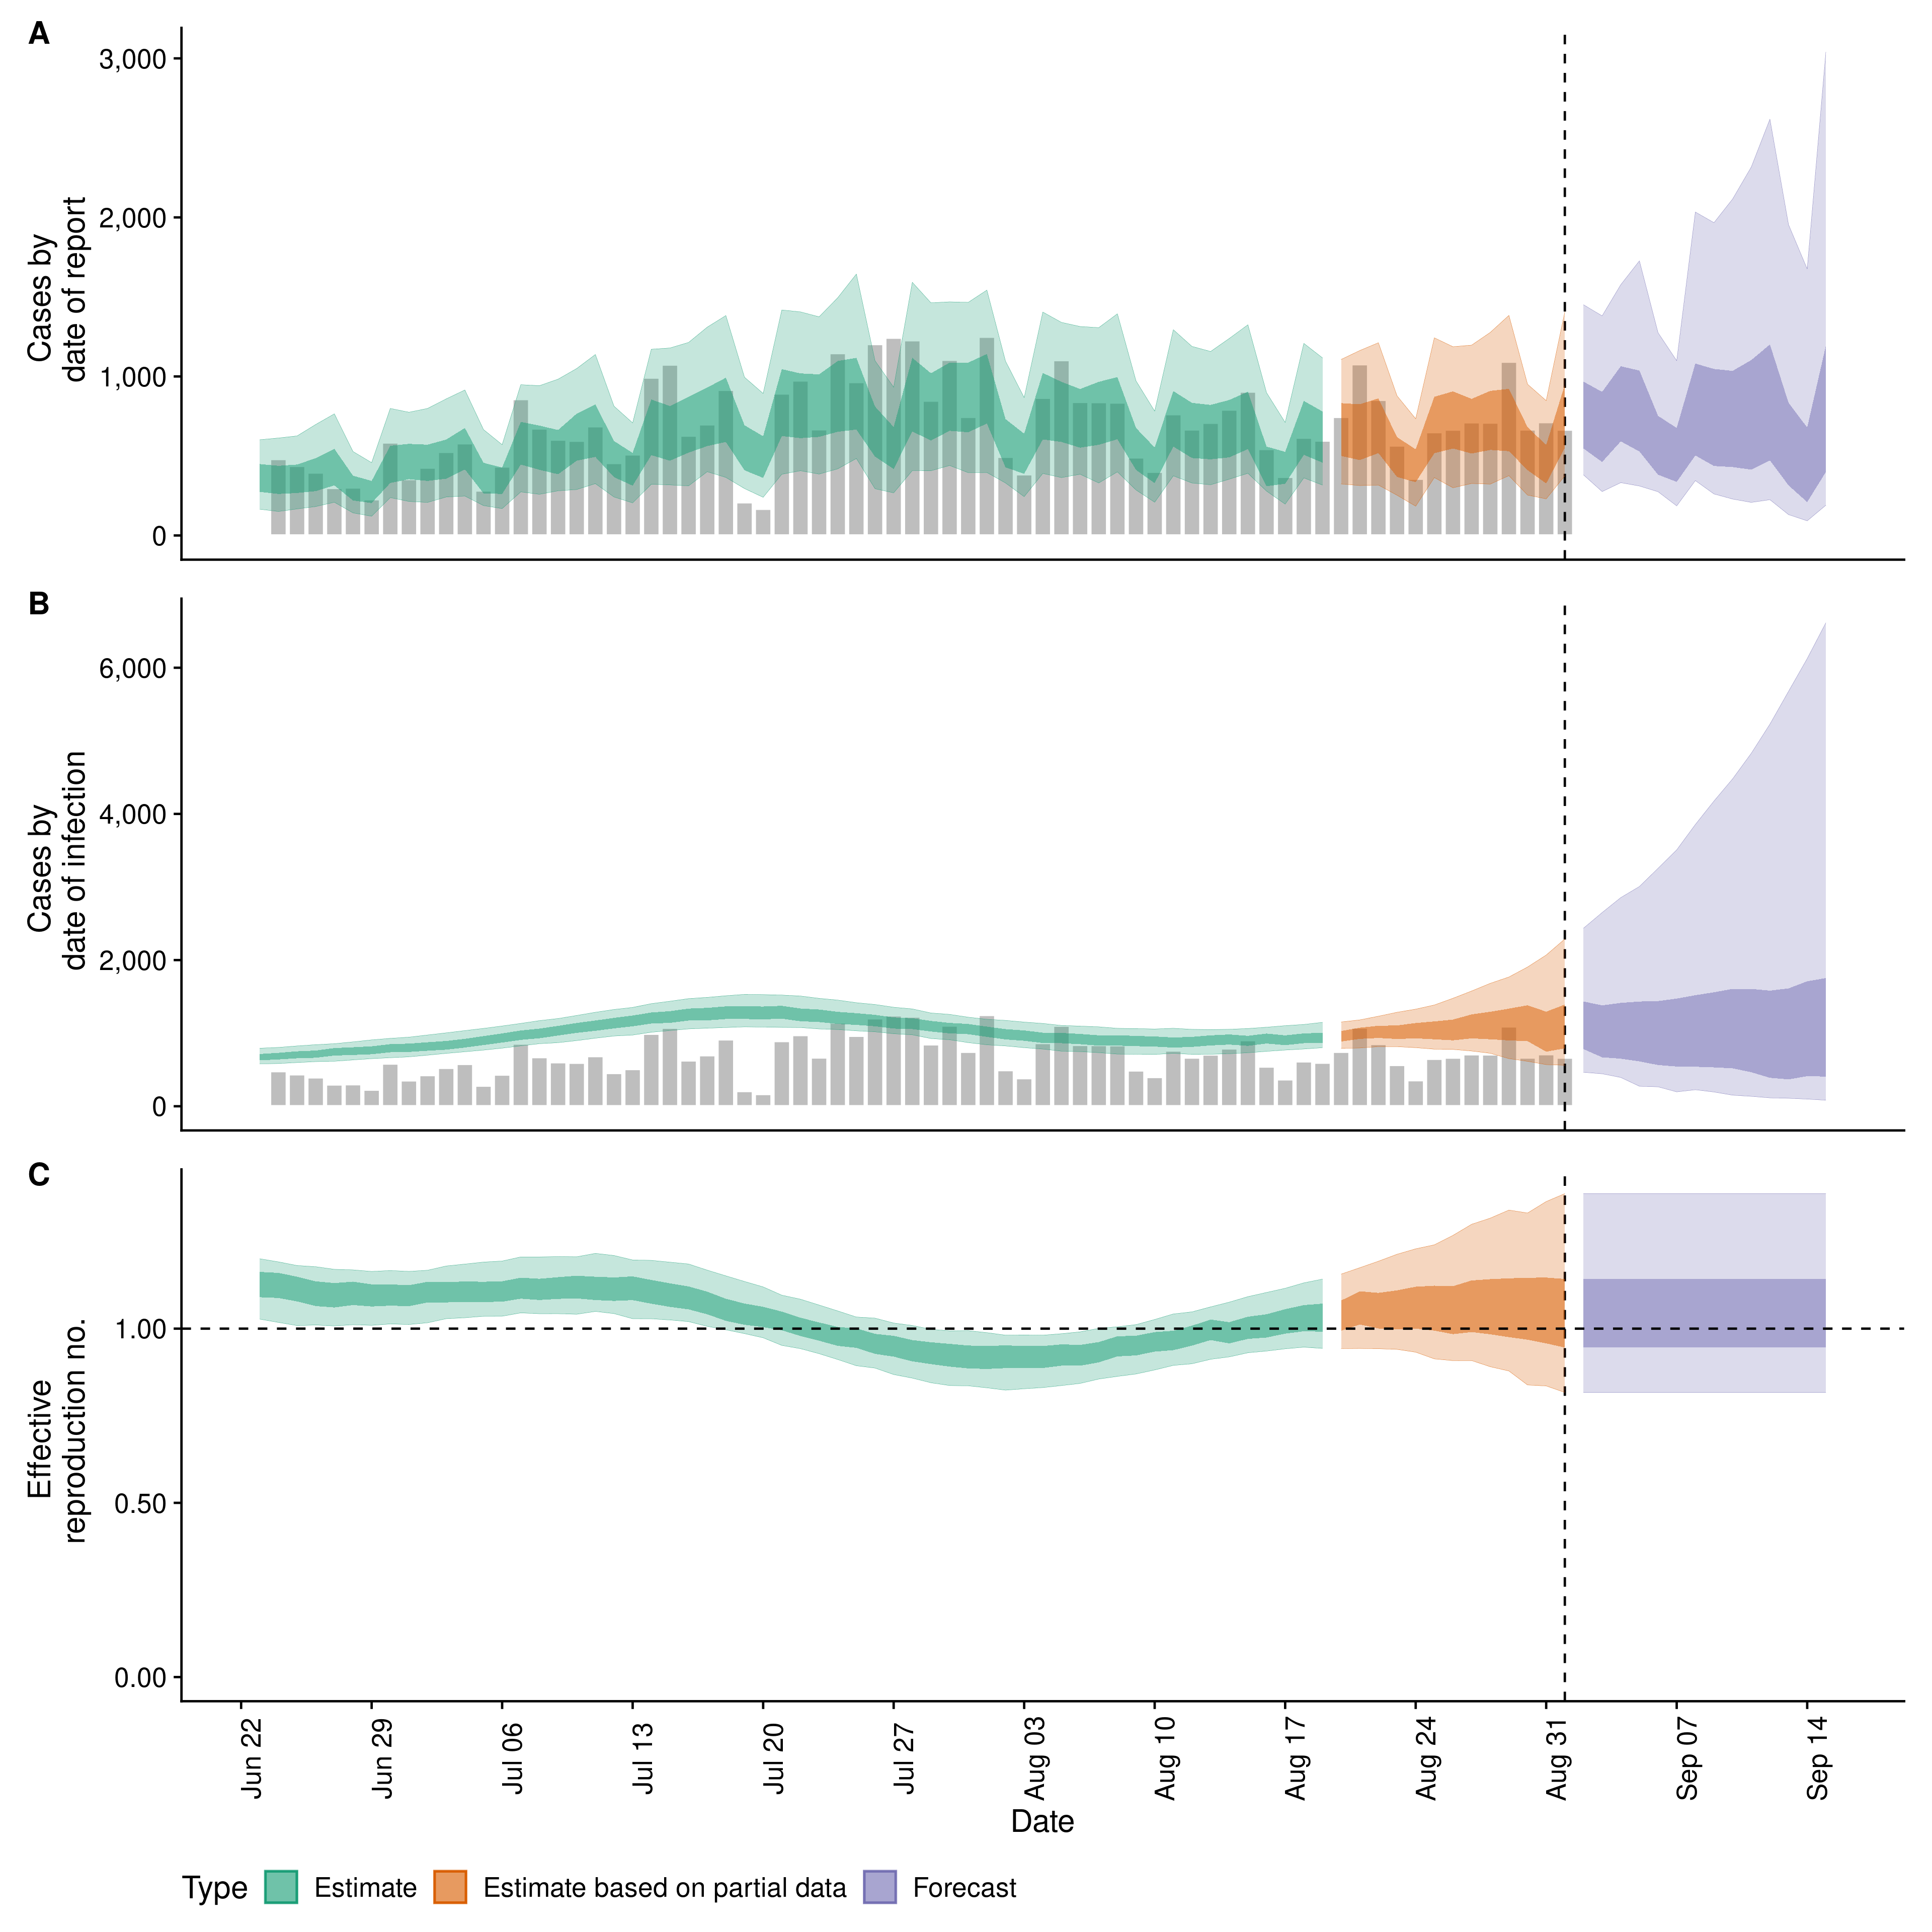 A
Cases by
date of report
3,000
2,000
1,000
0
B
Cases by
date of infection
6,000
4,000
2,000
0
C
Effective
reproduction no.
1.00
0.50
0.00
Jun 22
Jun 29
Jul 06
Jul 13
Jul 20
Jul 27
Aug 03
Aug 10
Aug 17
Aug 24
Aug 31
Sep 07
Sep 14
Date
Type Estimate Estimate based on partial data Forecast